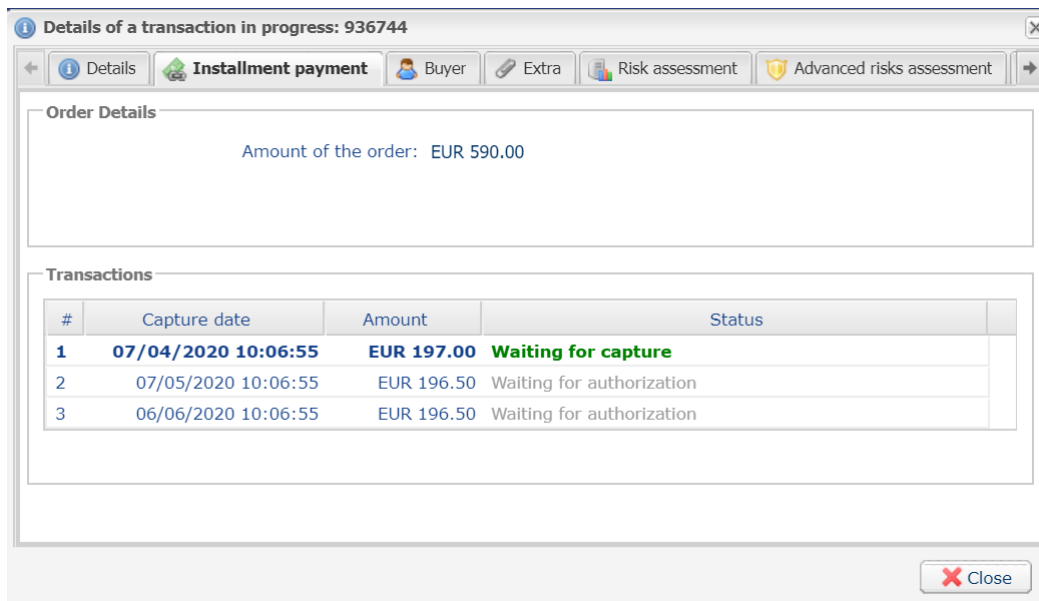 Details of a transaction in progress: 936744
Details Installment payment Buyer Extra Risk assessment Advanced risks assessment
Order Details
Amount of the order: EUR 590.00
Transactions
# Capture date Amount Status
1 07/04/2020 10:06:55 EUR 197.00 Waiting for capture
2 07/05/2020 10:06:55 EUR 196.50 Waiting for authorization
3 06/06/2020 10:06:55 EUR 196.50 Waiting for authorization
Close